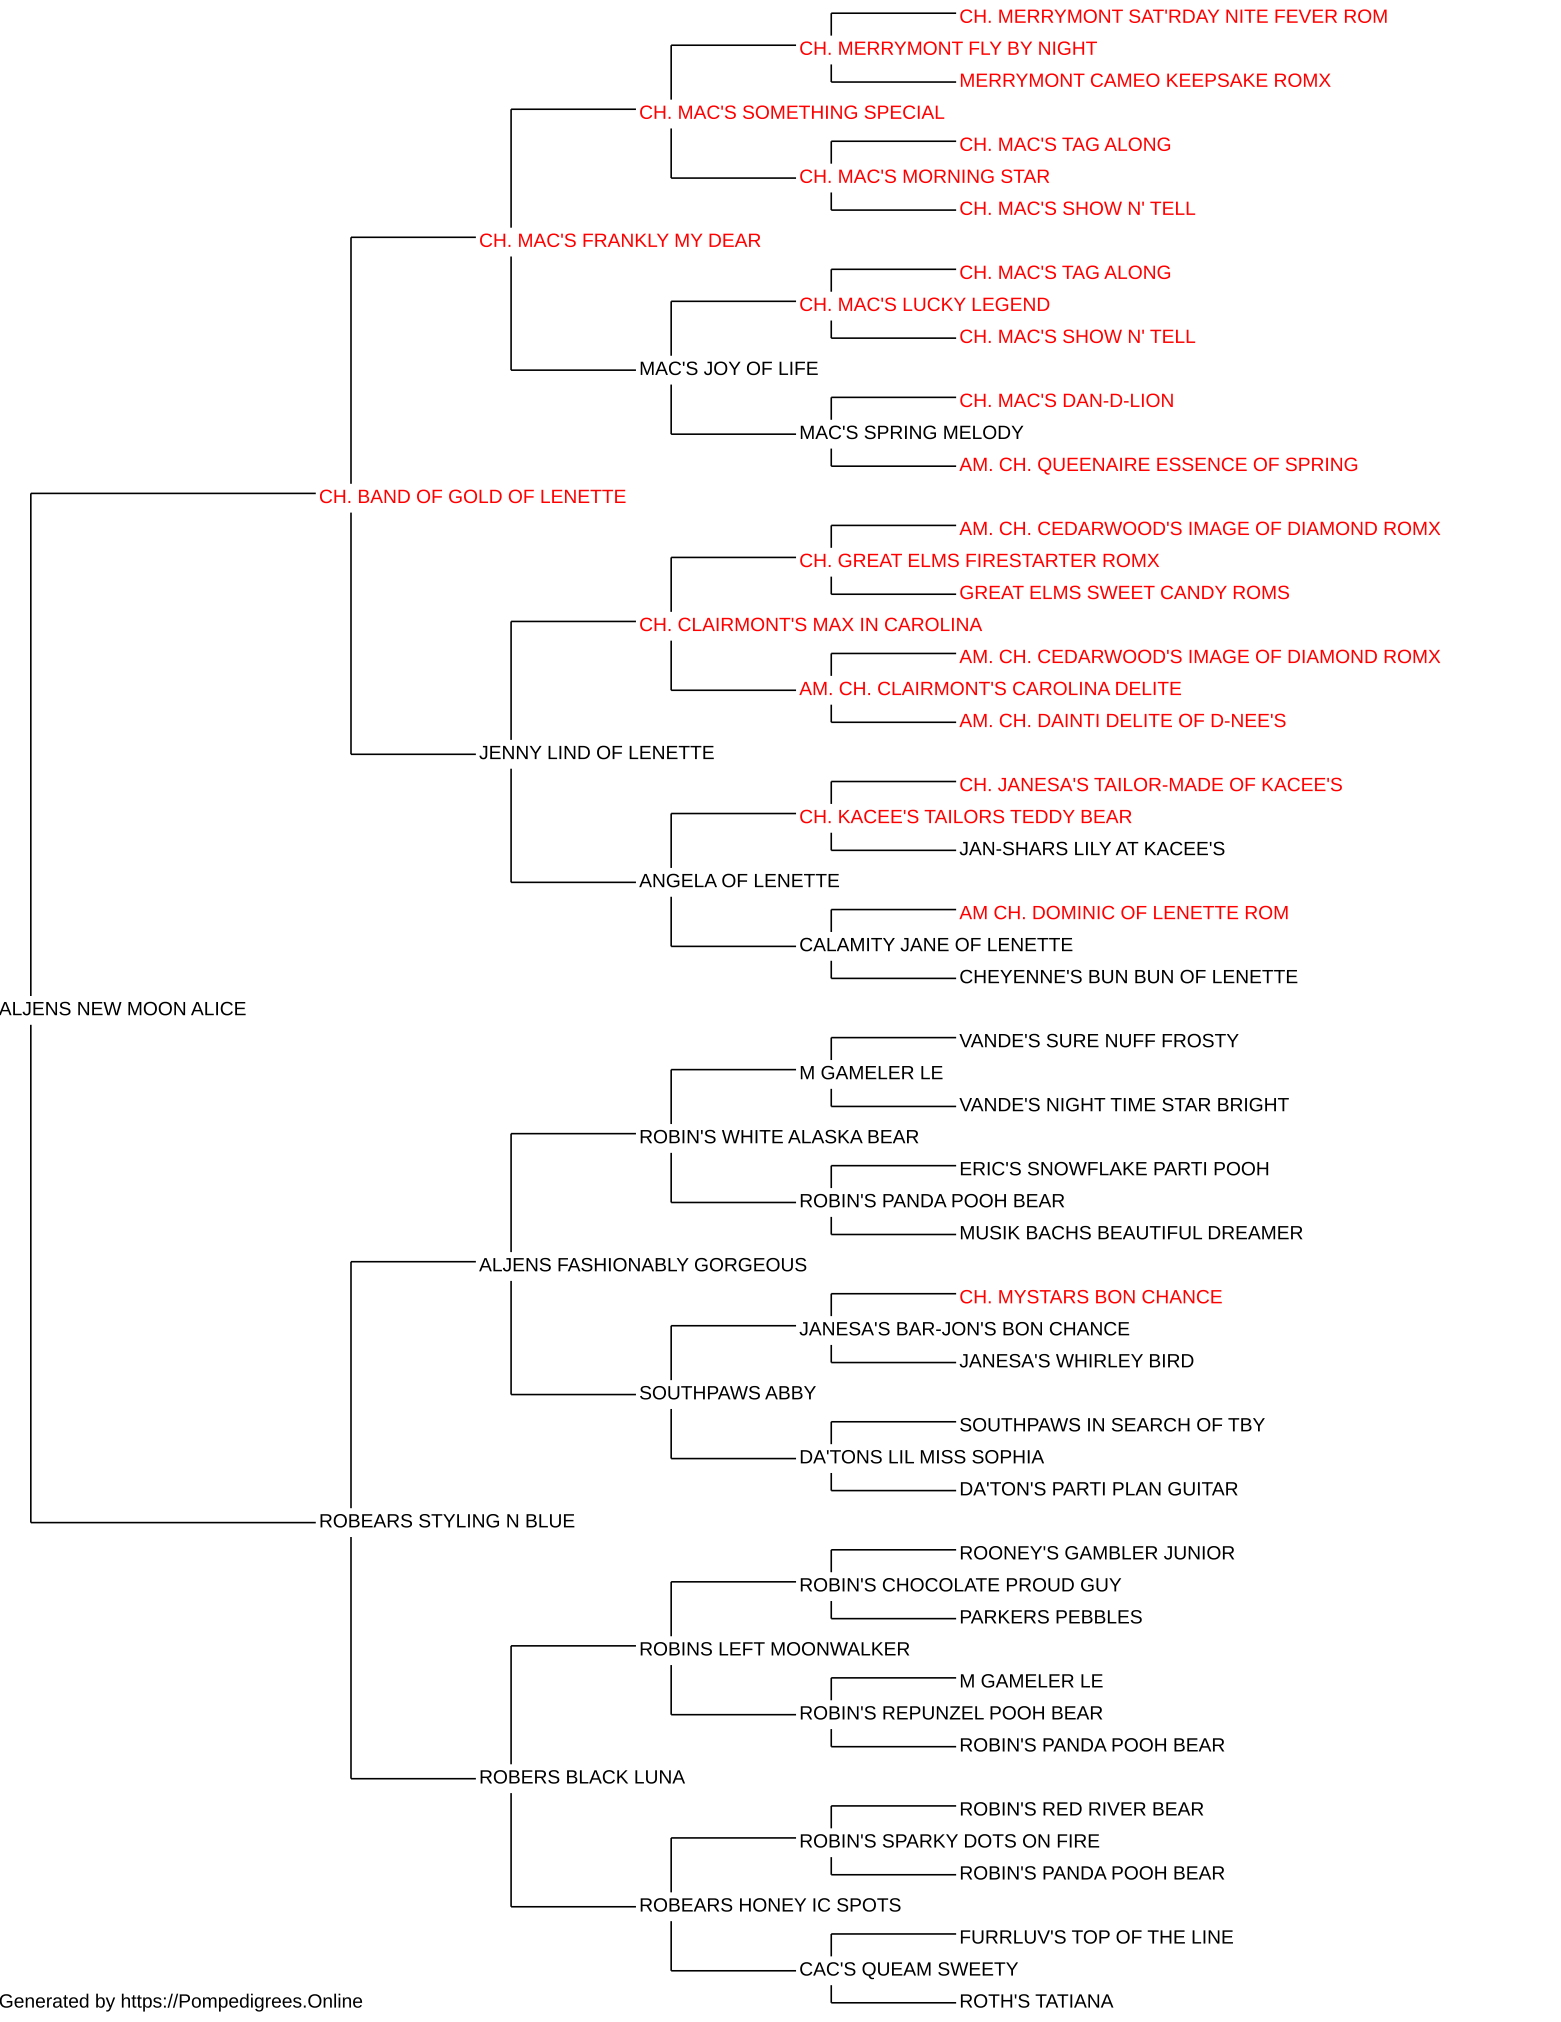 CH. MERRYMONT SAT'RDAY NITE FEVER ROM
CH. MERRYMONT FLY BY NIGHT
MERRYMONT CAMEO KEEPSAKE ROMX
CH. MAC'S SOMETHING SPECIAL
CH. MAC'S TAG ALONG
CH. MAC'S MORNING STAR
CH. MAC'S SHOW N' TELL
CH. MAC'S FRANKLY MY DEAR
CH. MAC'S TAG ALONG
CH. MAC'S LUCKY LEGEND
CH. MAC'S SHOW N' TELL
MAC'S JOY OF LIFE
CH. MAC'S DAN-D-LION
MAC'S SPRING MELODY
AM. CH. QUEENAIRE ESSENCE OF SPRING
CH. BAND OF GOLD OF LENETTE
AM. CH. CEDARWOOD'S IMAGE OF DIAMOND ROMX
CH. GREAT ELMS FIRESTARTER ROMX
GREAT ELMS SWEET CANDY ROMS
CH. CLAIRMONT'S MAX IN CAROLINA
AM. CH. CEDARWOOD'S IMAGE OF DIAMOND ROMX
AM. CH. CLAIRMONT'S CAROLINA DELITE
AM. CH. DAINTI DELITE OF D-NEE'S
JENNY LIND OF LENETTE
CH. JANESA'S TAILOR-MADE OF KACEE'S
CH. KACEE'S TAILORS TEDDY BEAR
JAN-SHARS LILY AT KACEE'S
ANGELA OF LENETTE
AM CH. DOMINIC OF LENETTE ROM
CALAMITY JANE OF LENETTE
CHEYENNE'S BUN BUN OF LENETTE
ALJENS NEW MOON ALICE
VANDE'S SURE NUFF FROSTY
M GAMELER LE
VANDE'S NIGHT TIME STAR BRIGHT
ROBIN'S WHITE ALASKA BEAR
ERIC'S SNOWFLAKE PARTI POOH
ROBIN'S PANDA POOH BEAR
MUSIK BACHS BEAUTIFUL DREAMER
ALJENS FASHIONABLY GORGEOUS
CH. MYSTARS BON CHANCE
JANESA'S BAR-JON'S BON CHANCE
JANESA'S WHIRLEY BIRD
SOUTHPAWS ABBY
SOUTHPAWS IN SEARCH OF TBY
DA'TONS LIL MISS SOPHIA
DA'TON'S PARTI PLAN GUITAR
ROBEARS STYLING N BLUE
ROONEY'S GAMBLER JUNIOR
ROBIN'S CHOCOLATE PROUD GUY
PARKERS PEBBLES
ROBINS LEFT MOONWALKER
M GAMELER LE
ROBIN'S REPUNZEL POOH BEAR
ROBIN'S PANDA POOH BEAR
ROBERS BLACK LUNA
ROBIN'S RED RIVER BEAR
ROBIN'S SPARKY DOTS ON FIRE
ROBIN'S PANDA POOH BEAR
ROBEARS HONEY IC SPOTS
FURRLUV'S TOP OF THE LINE
CAC'S QUEAM SWEETY
ROTH'S TATIANA
Generated by https://Pompedigrees.Online